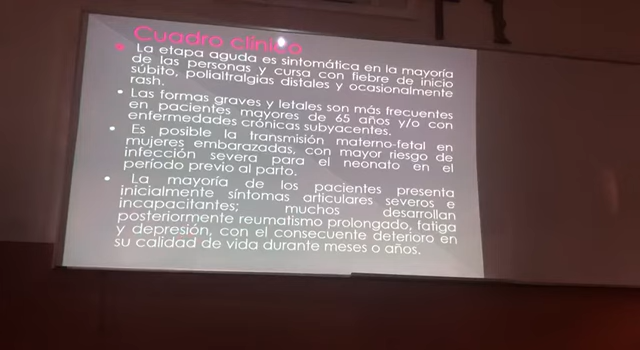 Cuadro clínico
• La etapa aguda es sintomática en la mayoría
de las personas y cursa con fiebre de inicio
súbito, polialtralgias distales y ocasionalmente
rash.
• Las formas graves y letales son más frecuentes
en pacientes mayores de 65 años y/o con
enfermedades crónicas subyacentes.
• Es posible la transmisión materno-fetal en
mujeres embarazadas, con mayor riesgo de
infección severa para el neonato en el
período previo al parto.
• La mayoría de los pacientes presenta
inicialmente síntomas articulares severos e
incapacitantes; muchos desarrollan
posteriormente reumatismo prolongado, fatiga
y depresión, con el consecuente deterioro en
su calidad de vida durante meses o años.